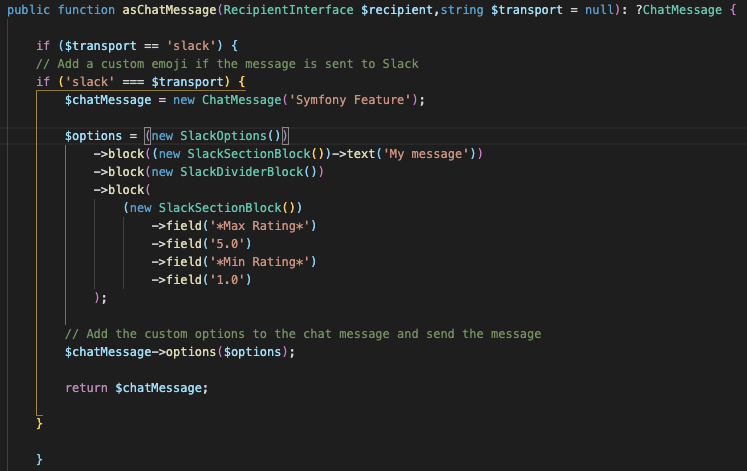 public function asChatMessage(RecipientInterface $recipient,string $transport = null): ?ChatMessage {
if ($transport == 'slack') {
// Add a custom emoji if the message is sent to Slack
if ('slack' === $transport) {
$chatMessage = new ChatMessage('Symfony Feature');
$options = (new SlackOptions())
->block((new SlackSectionBlock())->text('My message'))
->block(new SlackDividerBlock())
->block(
(new SlackSectionBlock())
->field('*Max Rating*')
->field('5.0')
->field('*Min Rating*')
->field('1.0')
);
// Add the custom options to the chat message and send the message
$chatMessage->options($options);
return $chatMessage;
}
}